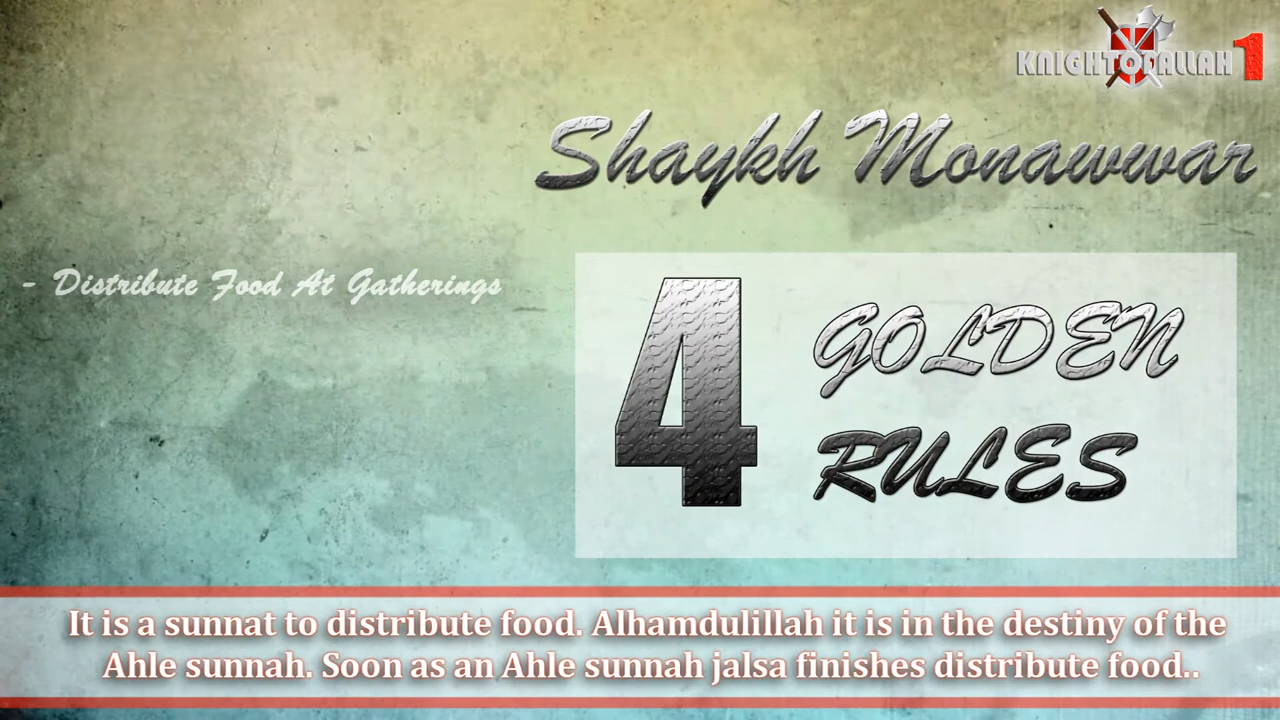 KNIGHTOFALLAH1
Shaykh Monawwar
- Distribute Food At Gatherings
4
GOLDEN
RULES
It is a sunnat to distribute food. Alhamdulillah it is in the destiny of the
Ahle sunnah. Soon as an Ahle sunnah jalsa finishes distribute food..